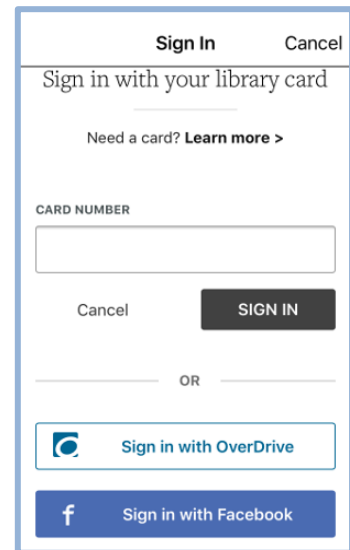 Sign In Cancel
Sign in with your library card
Need a card? Learn more >
CARD NUMBER
Cancel SIGN IN
OR
Sign in with OverDrive
f Sign in with Facebook